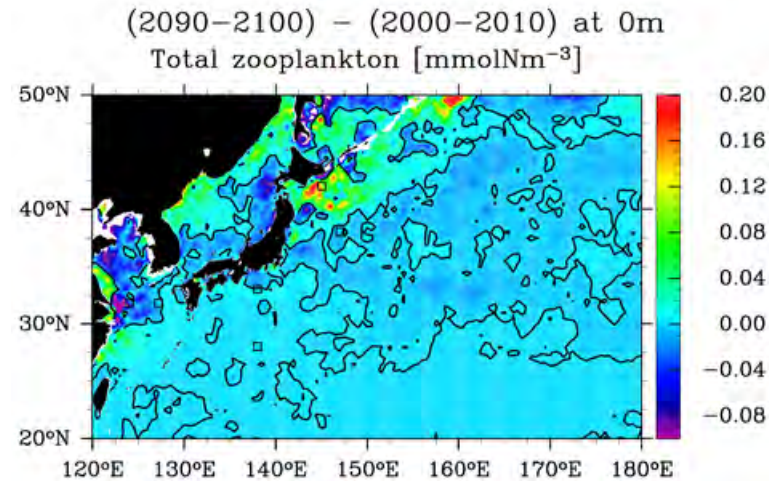 (2090−2100) − (2000−2010) at 0m
Total zooplankton [mmolNm⁻³]
50°N
40°N
30°N
20°N
120°E 130°E 140°E 150°E 160°E 170°E 180°E
0.20
0.16
0.12
0.08
0.04
0.00
−0.04
−0.08